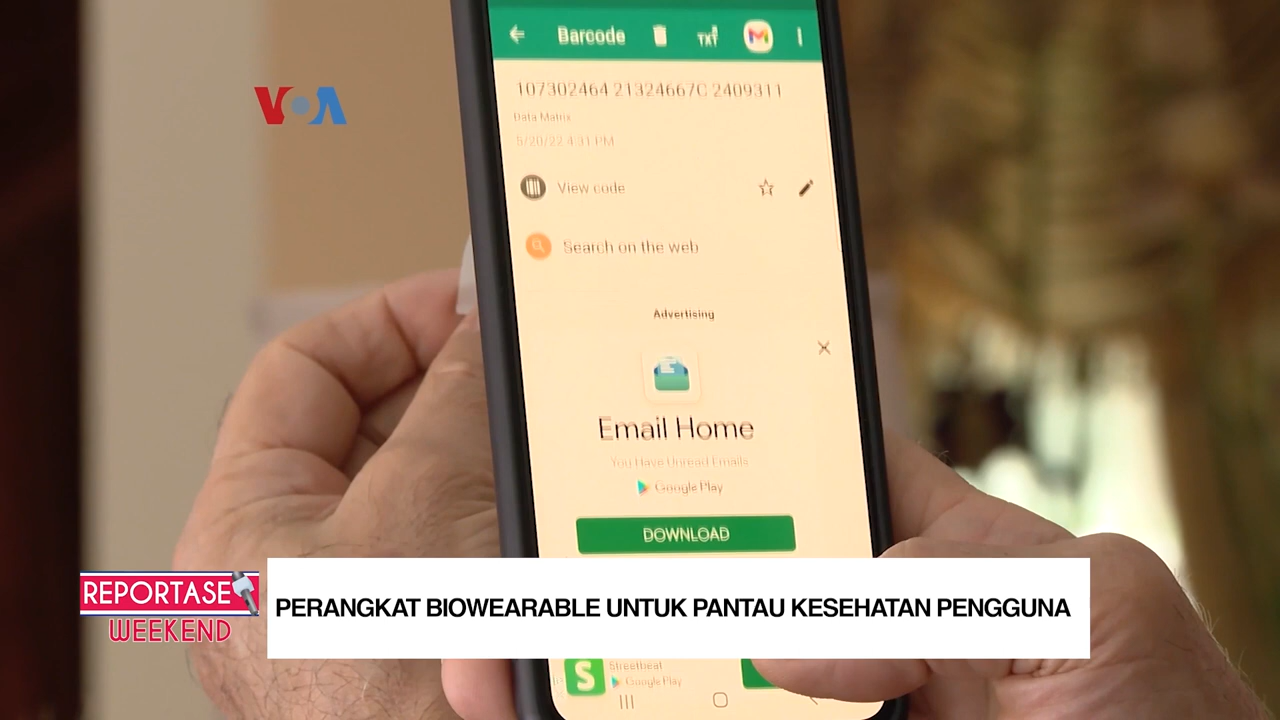 Barcode
TXT
VOA
107302464 21324667C 2409311
Data Matrix
5/20/22 4:31 PM
View code
Search on the web
Advertising
Email Home
You Have Unread Emails
Google Play
DOWNLOAD
REPORTASE
WEEKEND
PERANGKAT BIOWEARABLE UNTUK PANTAU KESEHATAN PENGGUNA
S
Streetbeat
Google Play